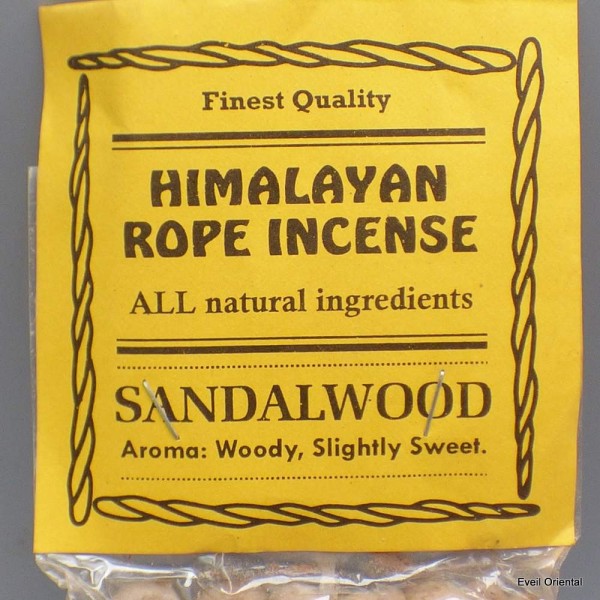 Finest Quality
HIMALAYAN
ROPE INCENSE
ALL natural ingredients
SANDALWOOD
Aroma: Woody, Slightly Sweet.
Eveil Oriental